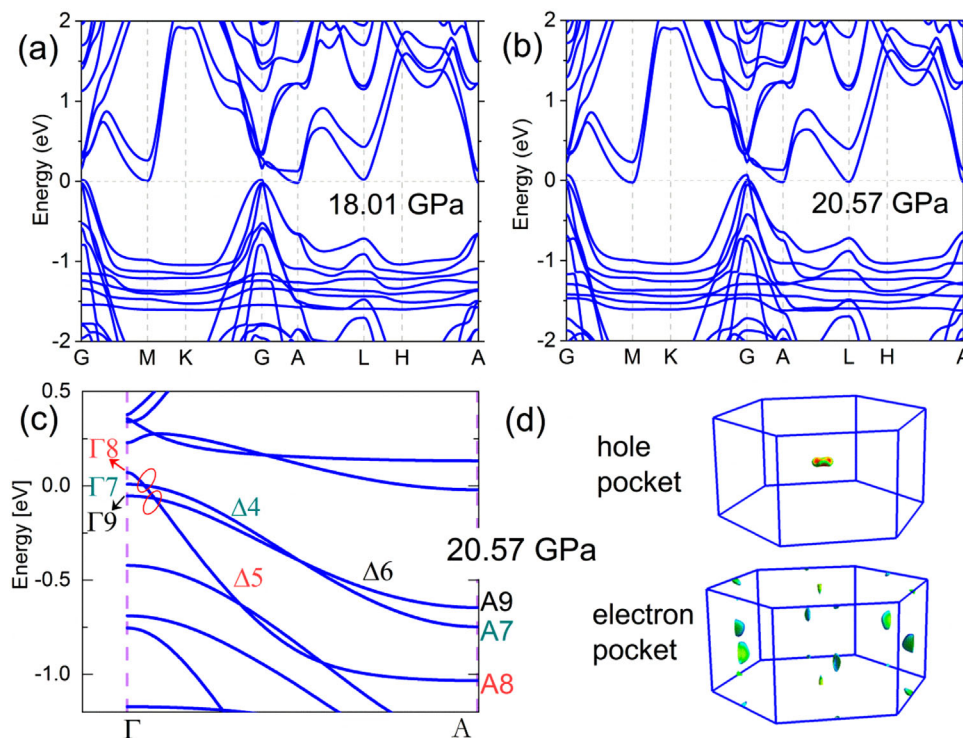 (a)
2
1
0
-1
-2
Energy (eV)
18.01 GPa
G M K G A L H A
(b)
2
1
0
-1
-2
Energy (eV)
20.57 GPa
G M K G A L H A
(c)
0.5
0.0
-0.5
-1.0
Energy [eV]
Γ8
Γ7
Γ9
Δ4
Δ5
Δ6
20.57 GPa
A9
A7
A8
Γ A
(d)
hole
pocket
electron
pocket